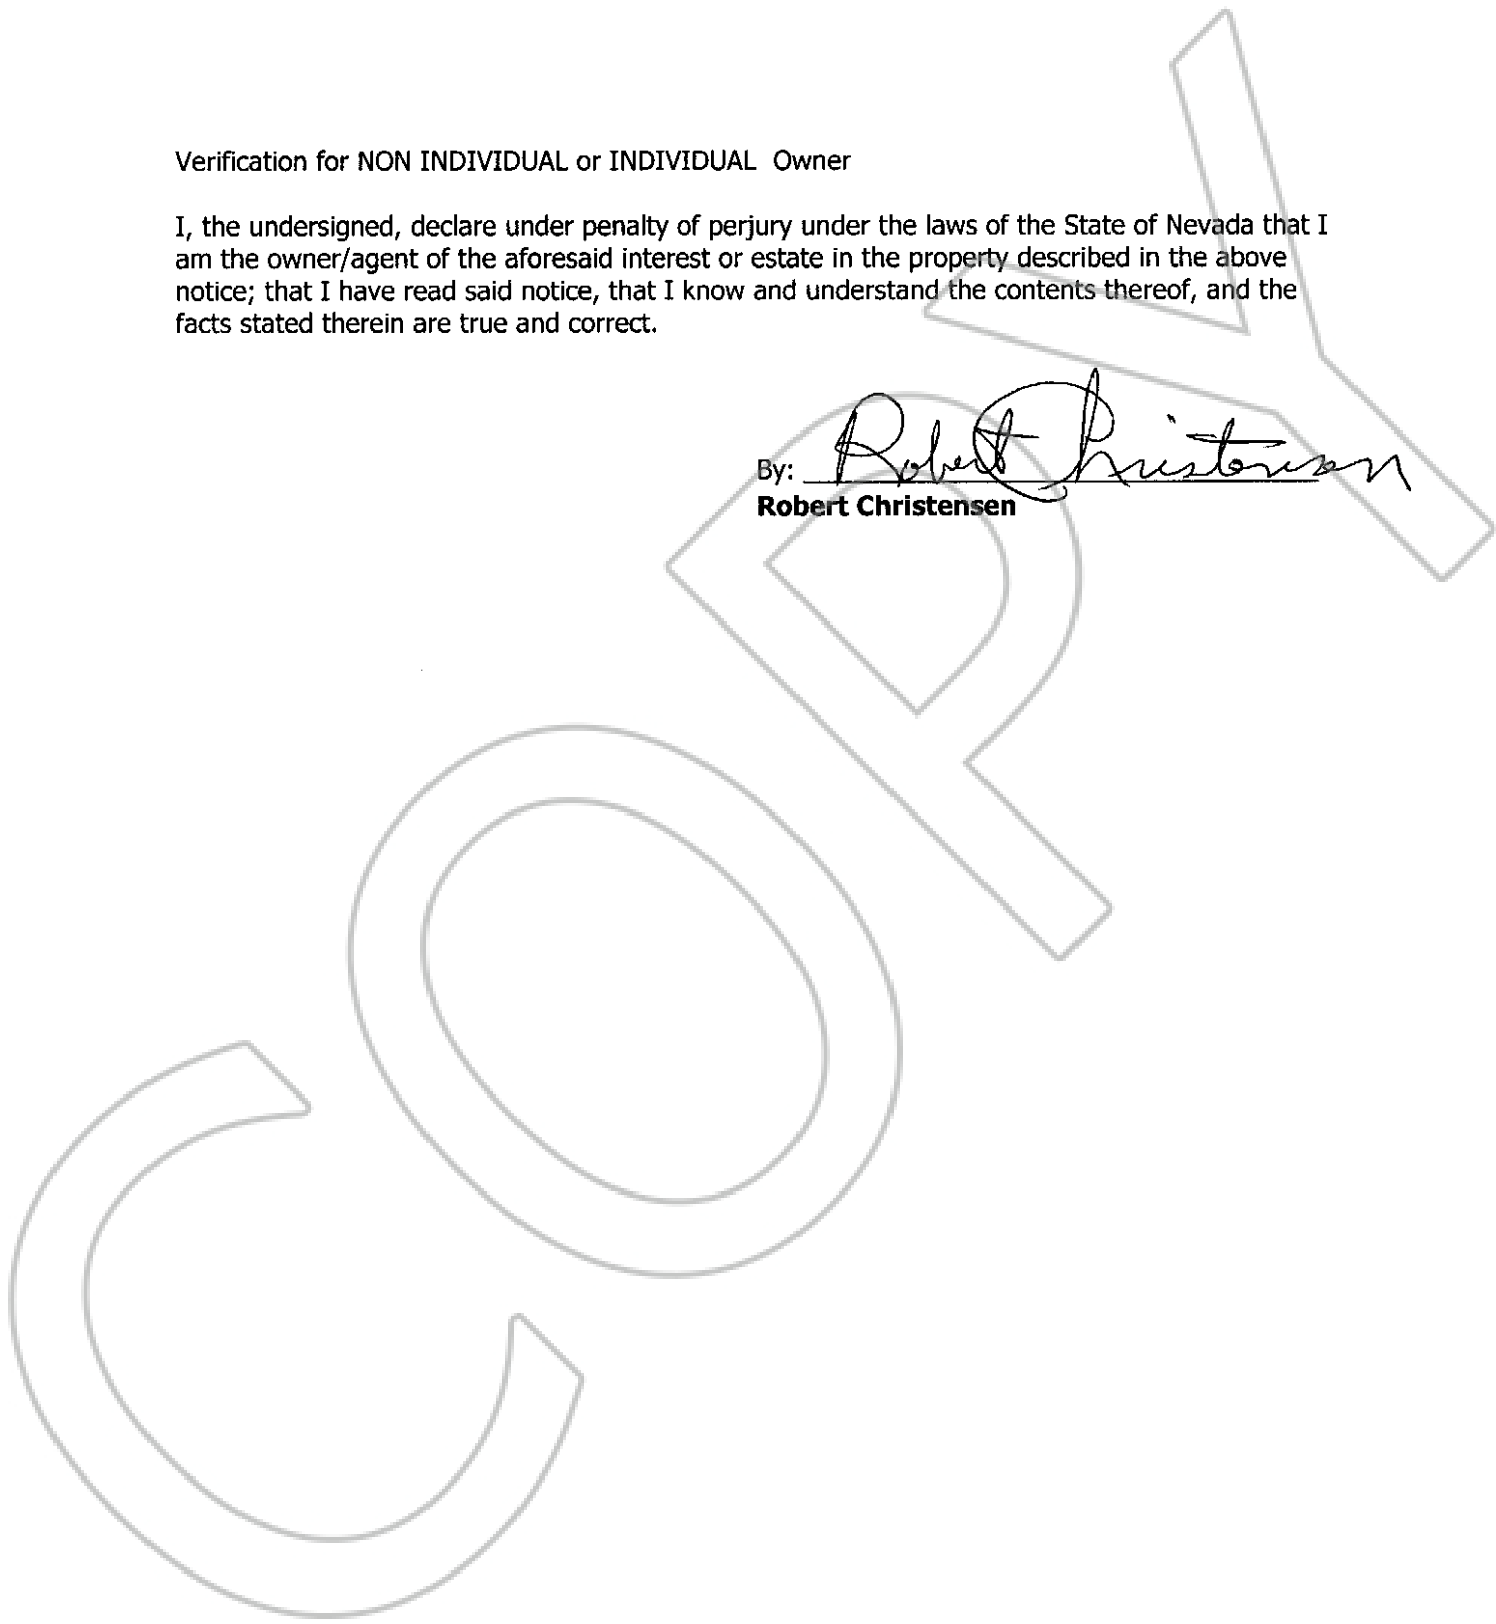 Verification for NON INDIVIDUAL or INDIVIDUAL Owner
I, the undersigned, declare under penalty of perjury under the laws of the State of Nevada that I
am the owner/agent of the aforesaid interest or estate in the property described in the above
notice; that I have read said notice, that I know and understand the contents thereof, and the
facts stated therein are true and correct.
By: Robert Christensen
Robert Christensen
COPY